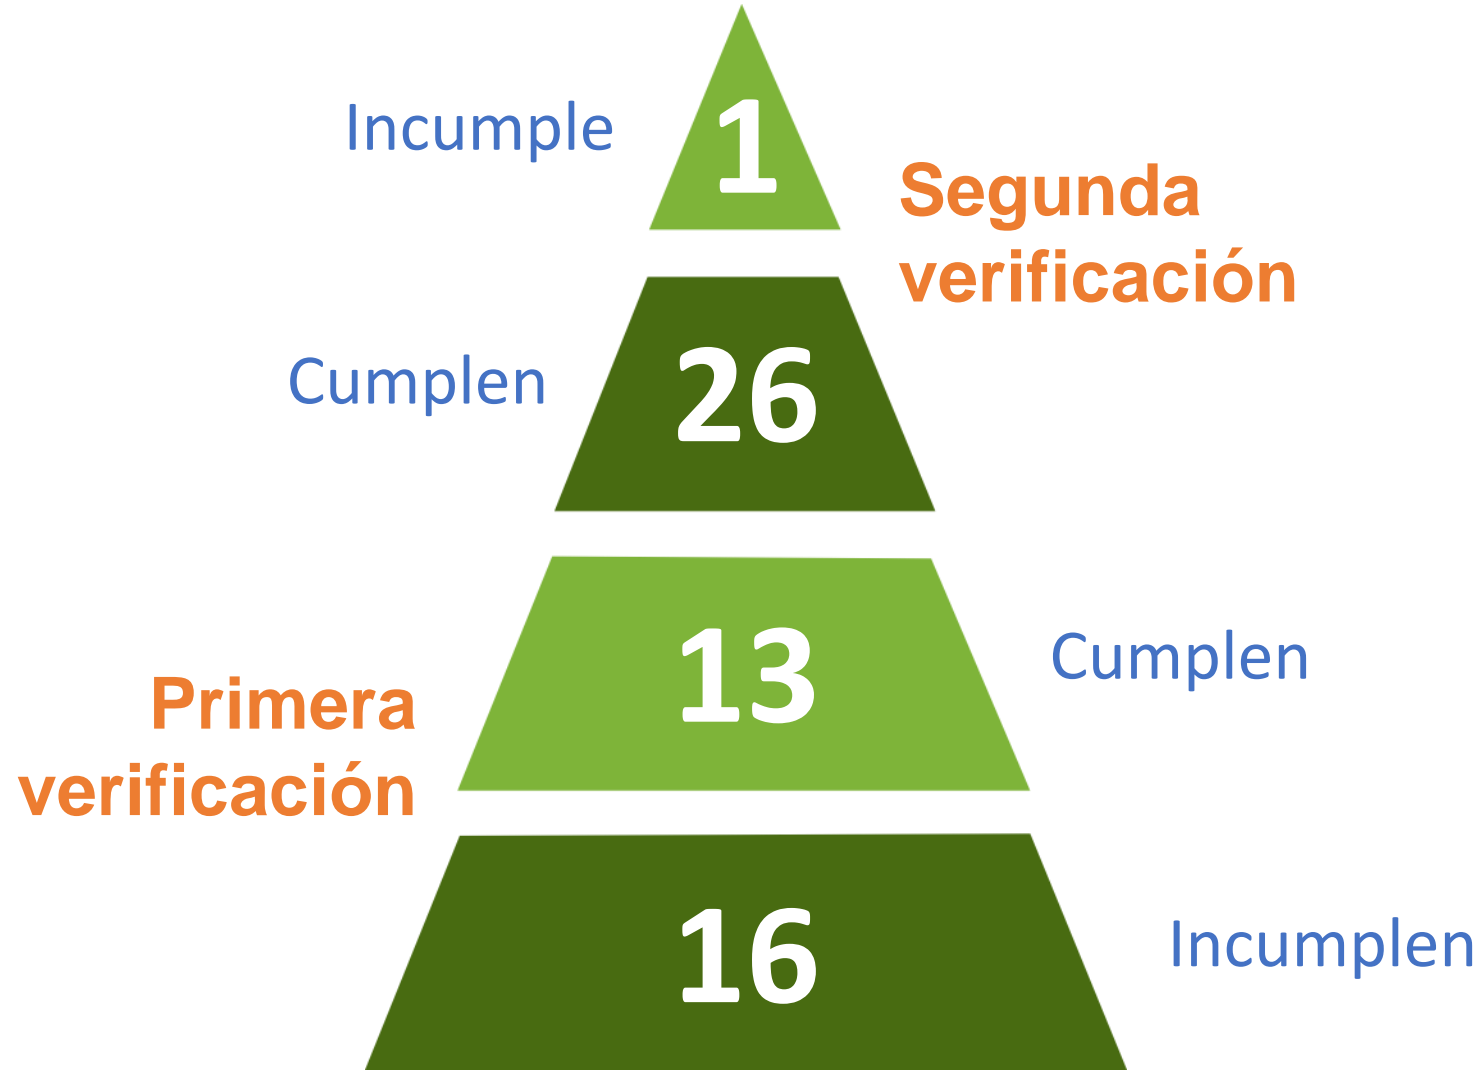 Incumple
1
Segunda
verificación
Cumplen
26
13
Cumplen
Primera
verificación
16
Incumplen